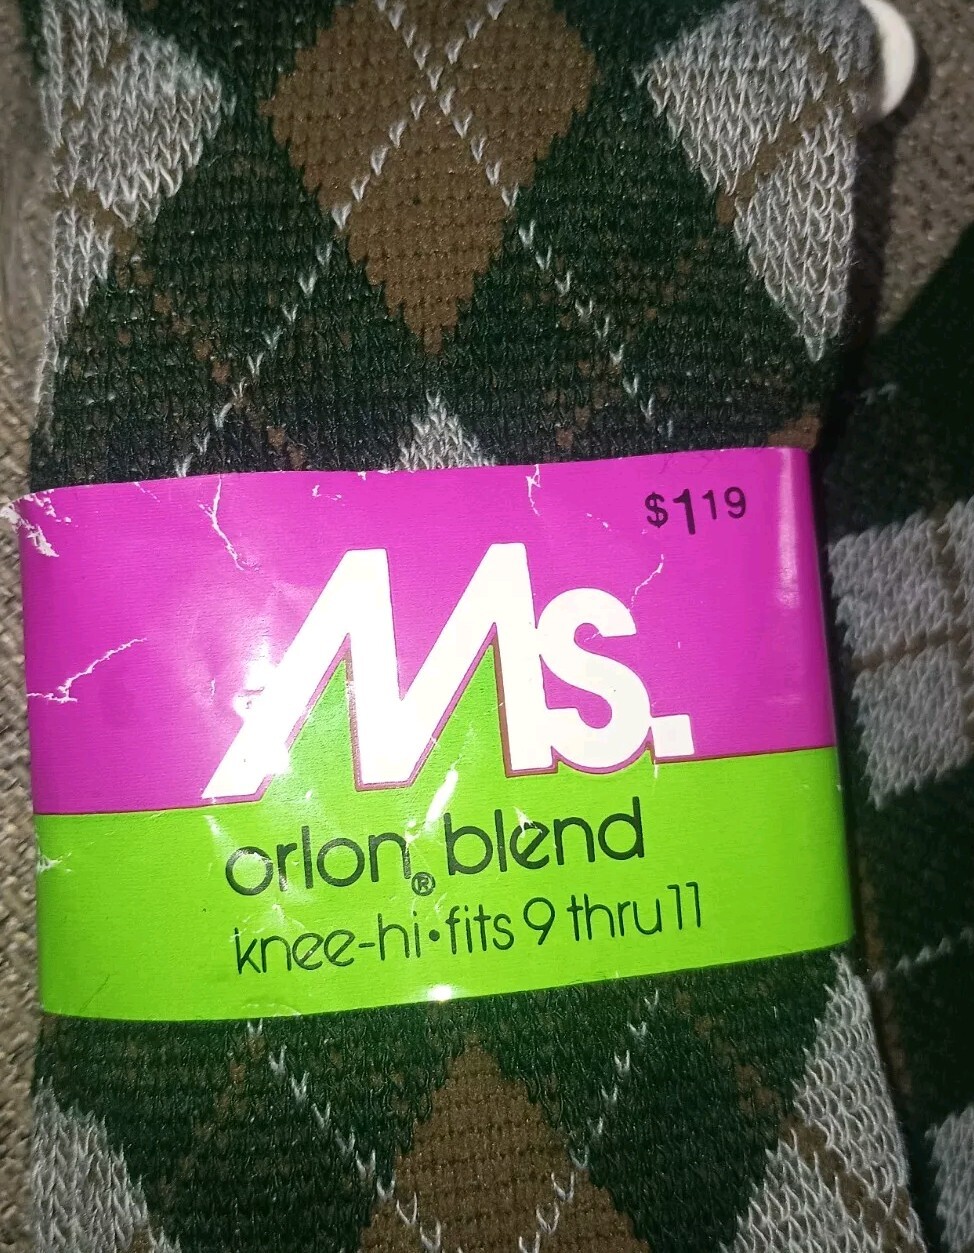 $1 19
Ms.
orlon® blend
knee-hi•fits 9 thru 11